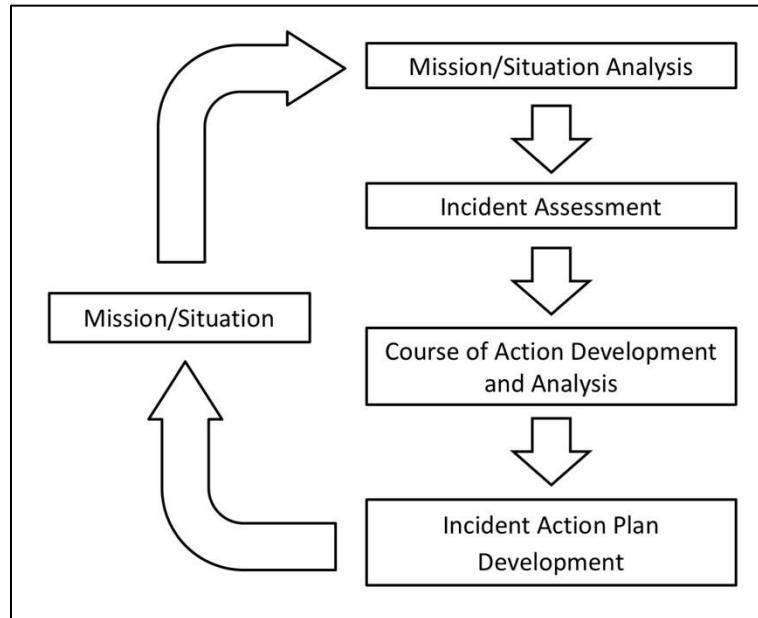 Mission/Situation Analysis
Incident Assessment
Mission/Situation
Course of Action Development
and Analysis
Incident Action Plan
Development